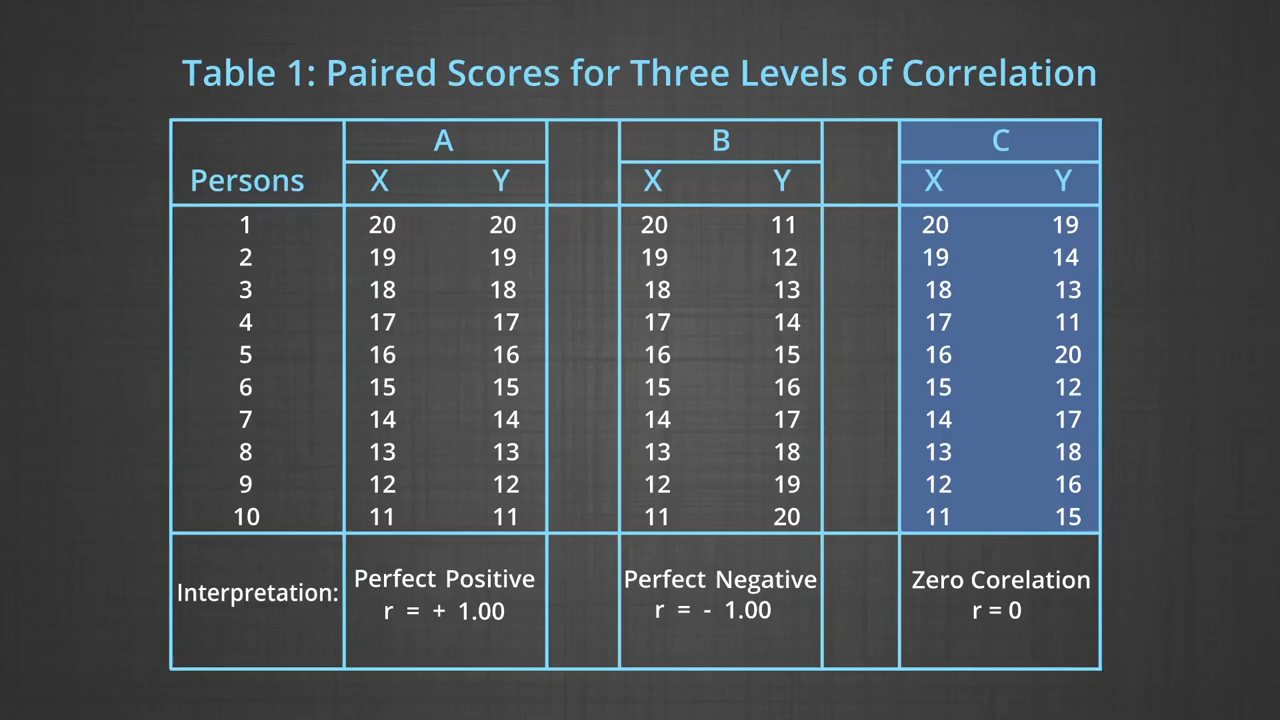 Table 1: Paired Scores for Three Levels of Correlation
A B C
Persons X Y X Y X Y
1 20 20 20 11 20 19
2 19 19 19 12 19 14
3 18 18 18 13 18 13
4 17 17 17 14 17 11
5 16 16 16 15 16 20
6 15 15 15 16 15 12
7 14 14 14 17 14 17
8 13 13 13 18 13 18
9 12 12 12 19 12 16
10 11 11 11 20 11 15
Interpretation: Perfect Positive Perfect Negative Zero Corelation
r = + 1.00 r = - 1.00 r = 0